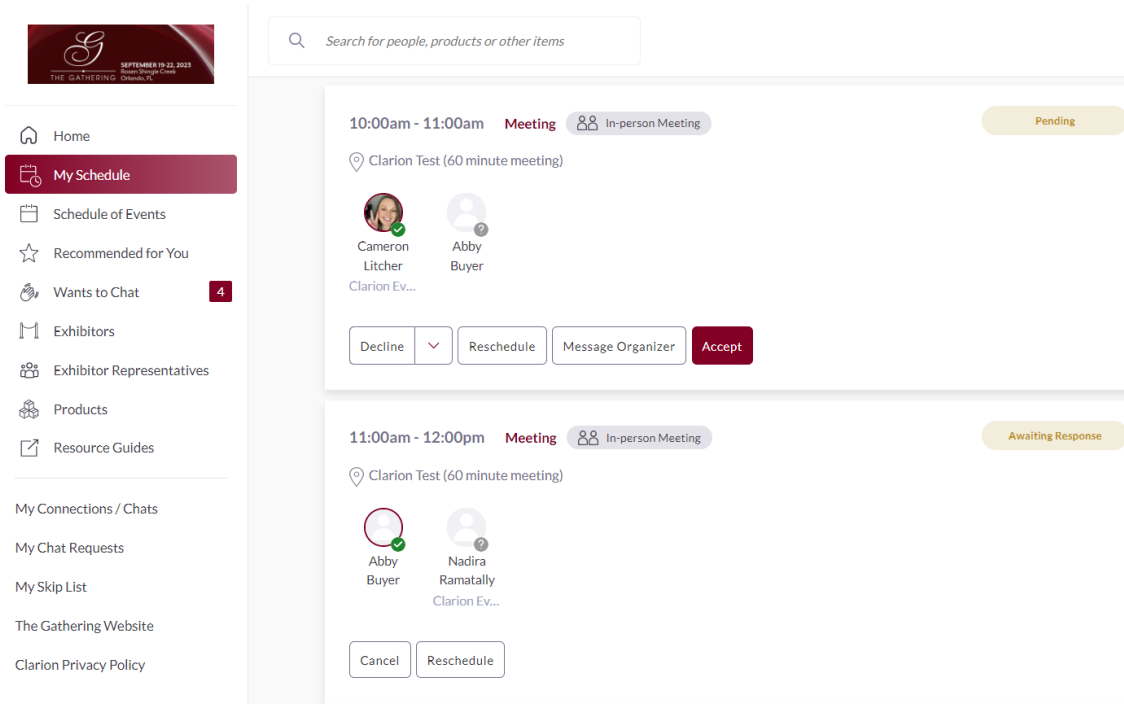 G
SEPTEMBER 19-22, 2023
Rosen Shingle Creek
THE GATHERING Orlando, FL
Search for people, products or other items
Home
My Schedule
Schedule of Events
Recommended for You
Wants to Chat 4
Exhibitors
Exhibitor Representatives
Products
Resource Guides
My Connections / Chats
My Chat Requests
My Skip List
The Gathering Website
Clarion Privacy Policy
10:00am - 11:00am Meeting In-person Meeting Pending
Clarion Test (60 minute meeting)
?
Cameron Abby
Litcher Buyer
Clarion Ev...
Decline Reschedule Message Organizer Accept
11:00am - 12:00pm Meeting In-person Meeting Awaiting Response
Clarion Test (60 minute meeting)
?
Abby Nadira
Buyer Ramatally
Clarion Ev...
Cancel Reschedule